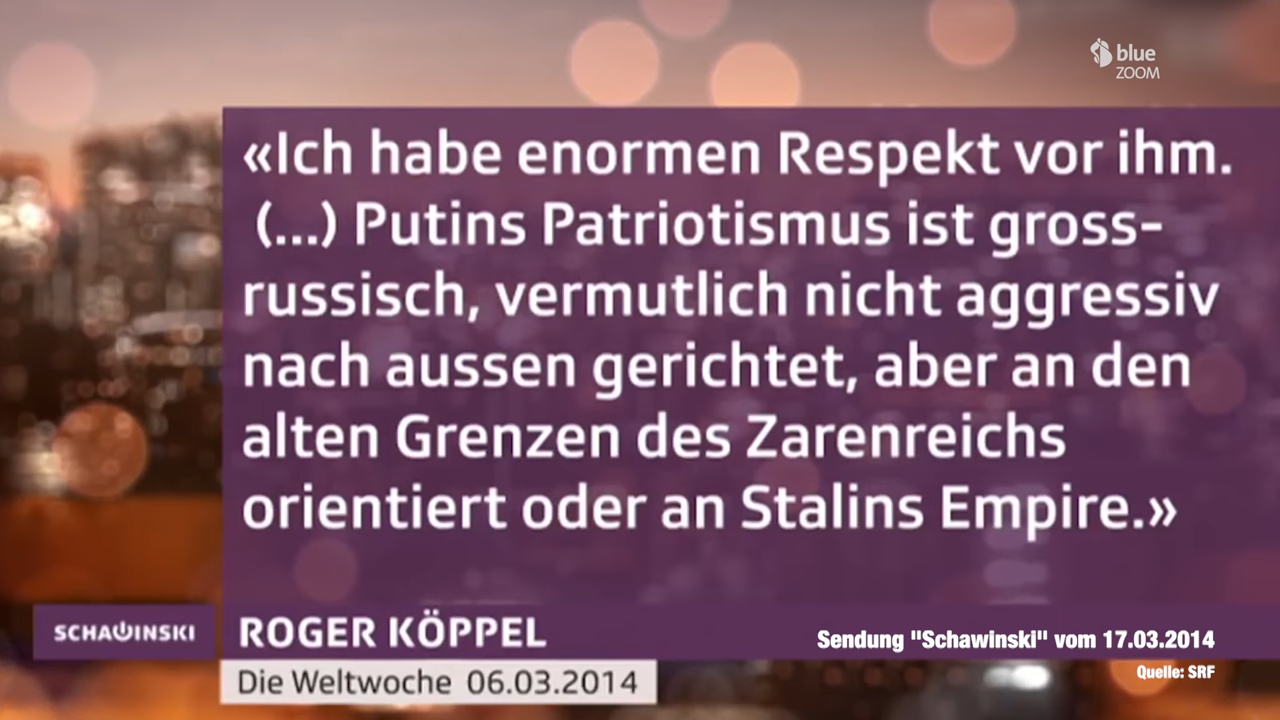 blue
ZOOM
«Ich habe enormen Respekt vor ihm.
(...) Putins Patriotismus ist gross-
russisch, vermutlich nicht aggressiv
nach aussen gerichtet, aber an den
alten Grenzen des Zarenreichs
orientiert oder an Stalins Empire.»
SCHAWINSKI
ROGER KÖPPEL
Sendung "Schawinski" vom 17.03.2014
Die Weltwoche 06.03.2014
Quelle: SRF